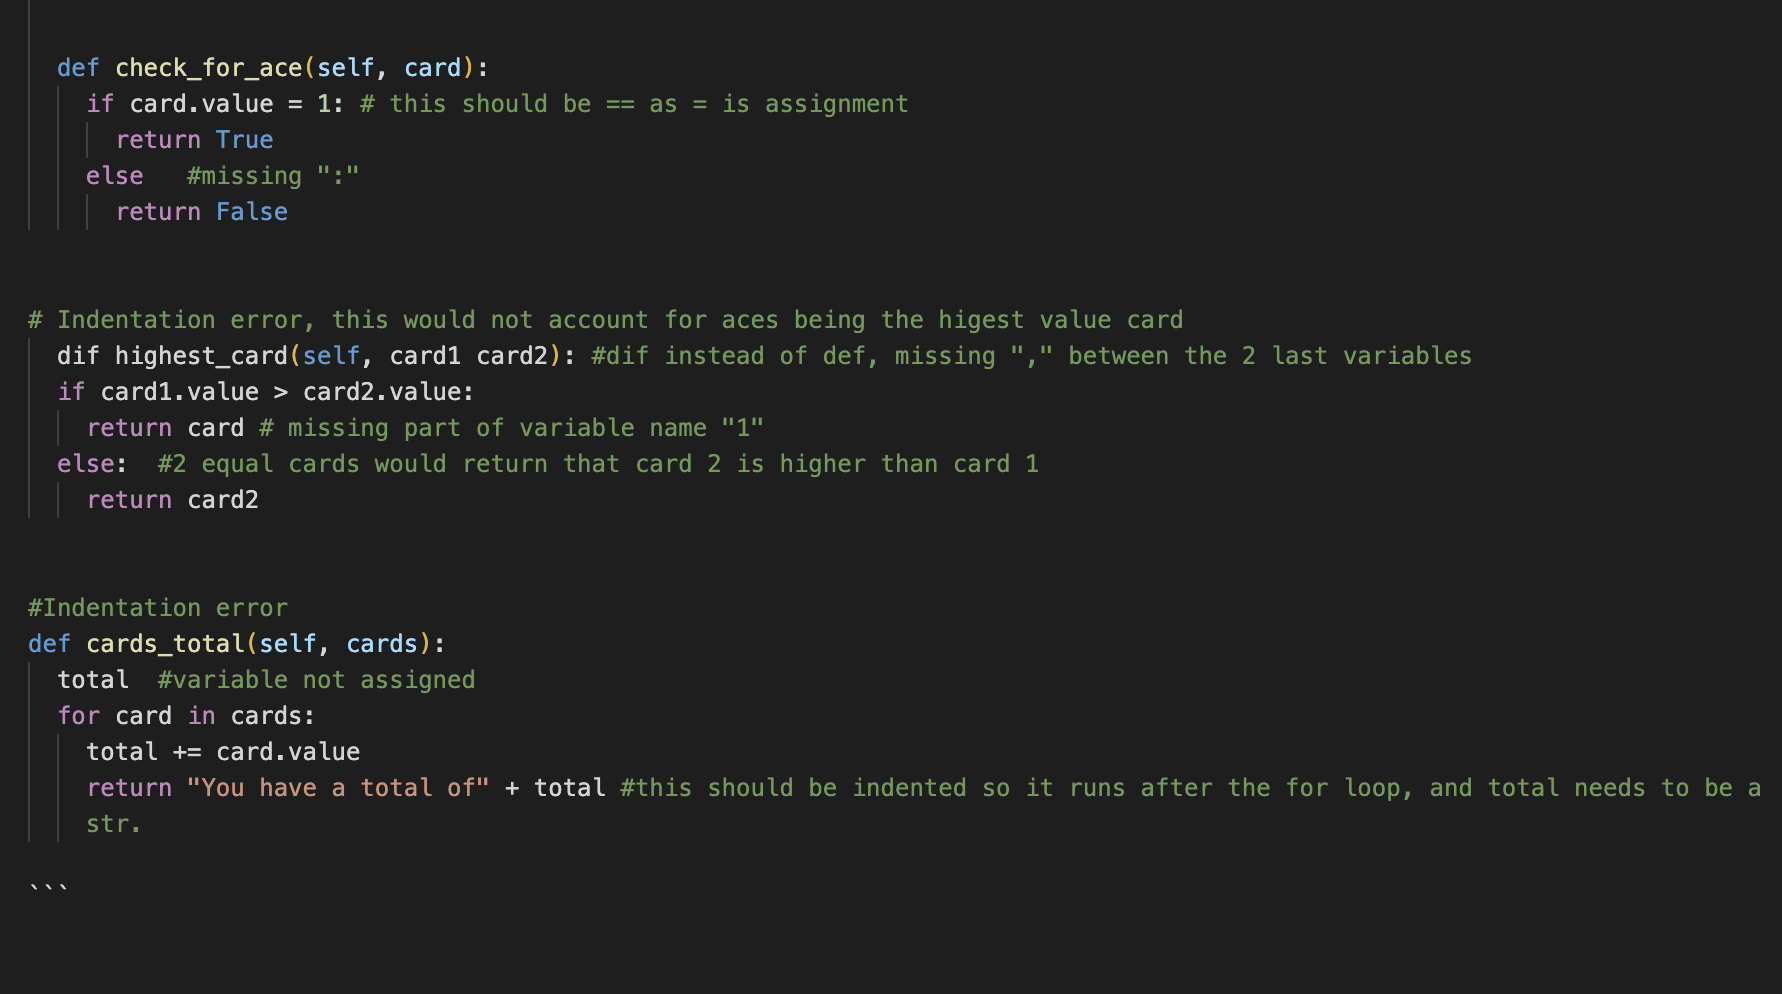 def check_for_ace(self, card):
if card.value = 1: # this should be == as = is assignment
return True
else   #missing ":"
return False
# Indentation error, this would not account for aces being the higest value card
dif highest_card(self, card1 card2): #dif instead of def, missing "," between the 2 last variables
if card1.value > card2.value:
return card # missing part of variable name "1"
else:  #2 equal cards would return that card 2 is higher than card 1
return card2
#Indentation error
def cards_total(self, cards):
total  #variable not assigned
for card in cards:
total += card.value
return "You have a total of" + total #this should be indented so it runs after the for loop, and total needs to be a
str.
```